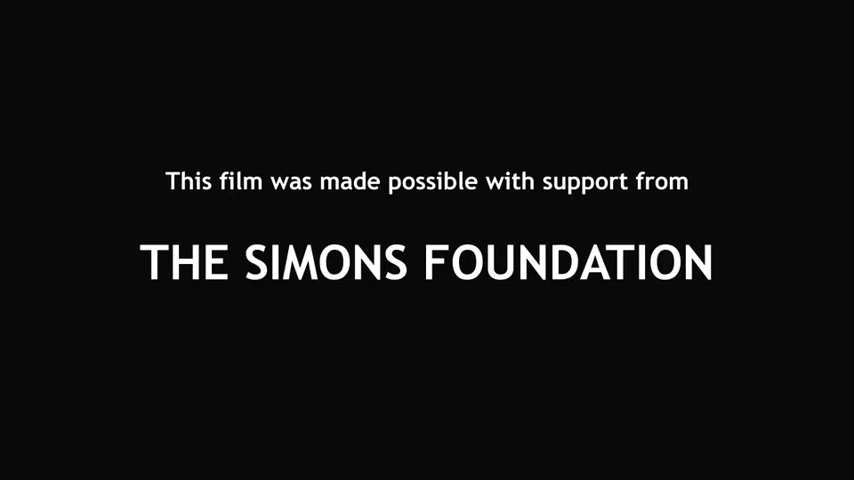 This film was made possible with support from
THE SIMONS FOUNDATION